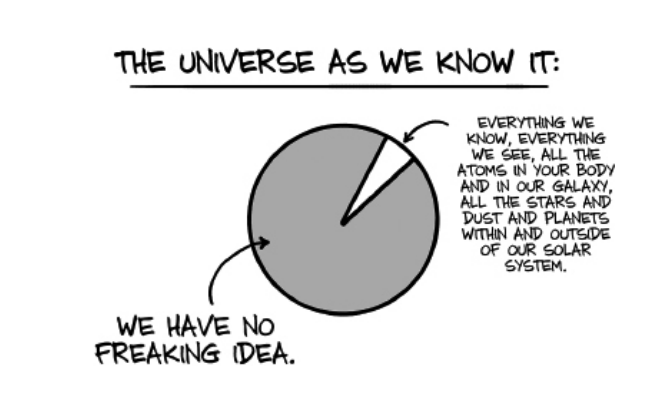 THE UNIVERSE AS WE KNOW IT:
EVERYTHING WE
KNOW, EVERYTHING
WE SEE, ALL THE
ATOMS IN YOUR BODY
AND IN OUR GALAXY,
ALL THE STARS AND
DUST AND PLANETS
WITHIN AND OUTSIDE
OF OUR SOLAR
SYSTEM.
WE HAVE NO
FREAKING IDEA.